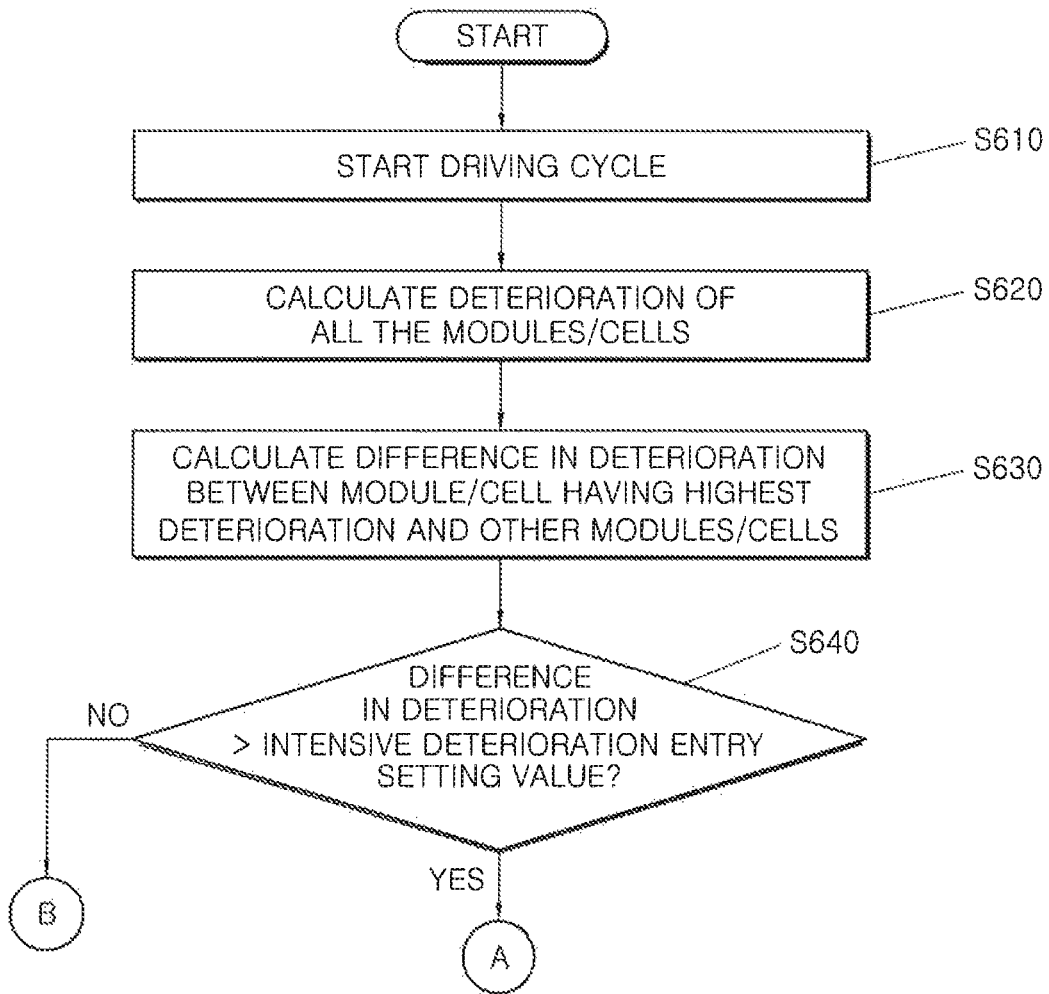 START
START DRIVING CYCLE
S610
CALCULATE DETERIORATION OF
ALL THE MODULES/CELLS
S620
CALCULATE DIFFERENCE IN DETERIORATION
BETWEEN MODULE/CELL HAVING HIGHEST
DETERIORATION AND OTHER MODULES/CELLS
S630
S640
DIFFERENCE
IN DETERIORATION
> INTENSIVE DETERIORATION ENTRY
SETTING VALUE?
NO
YES
B
A